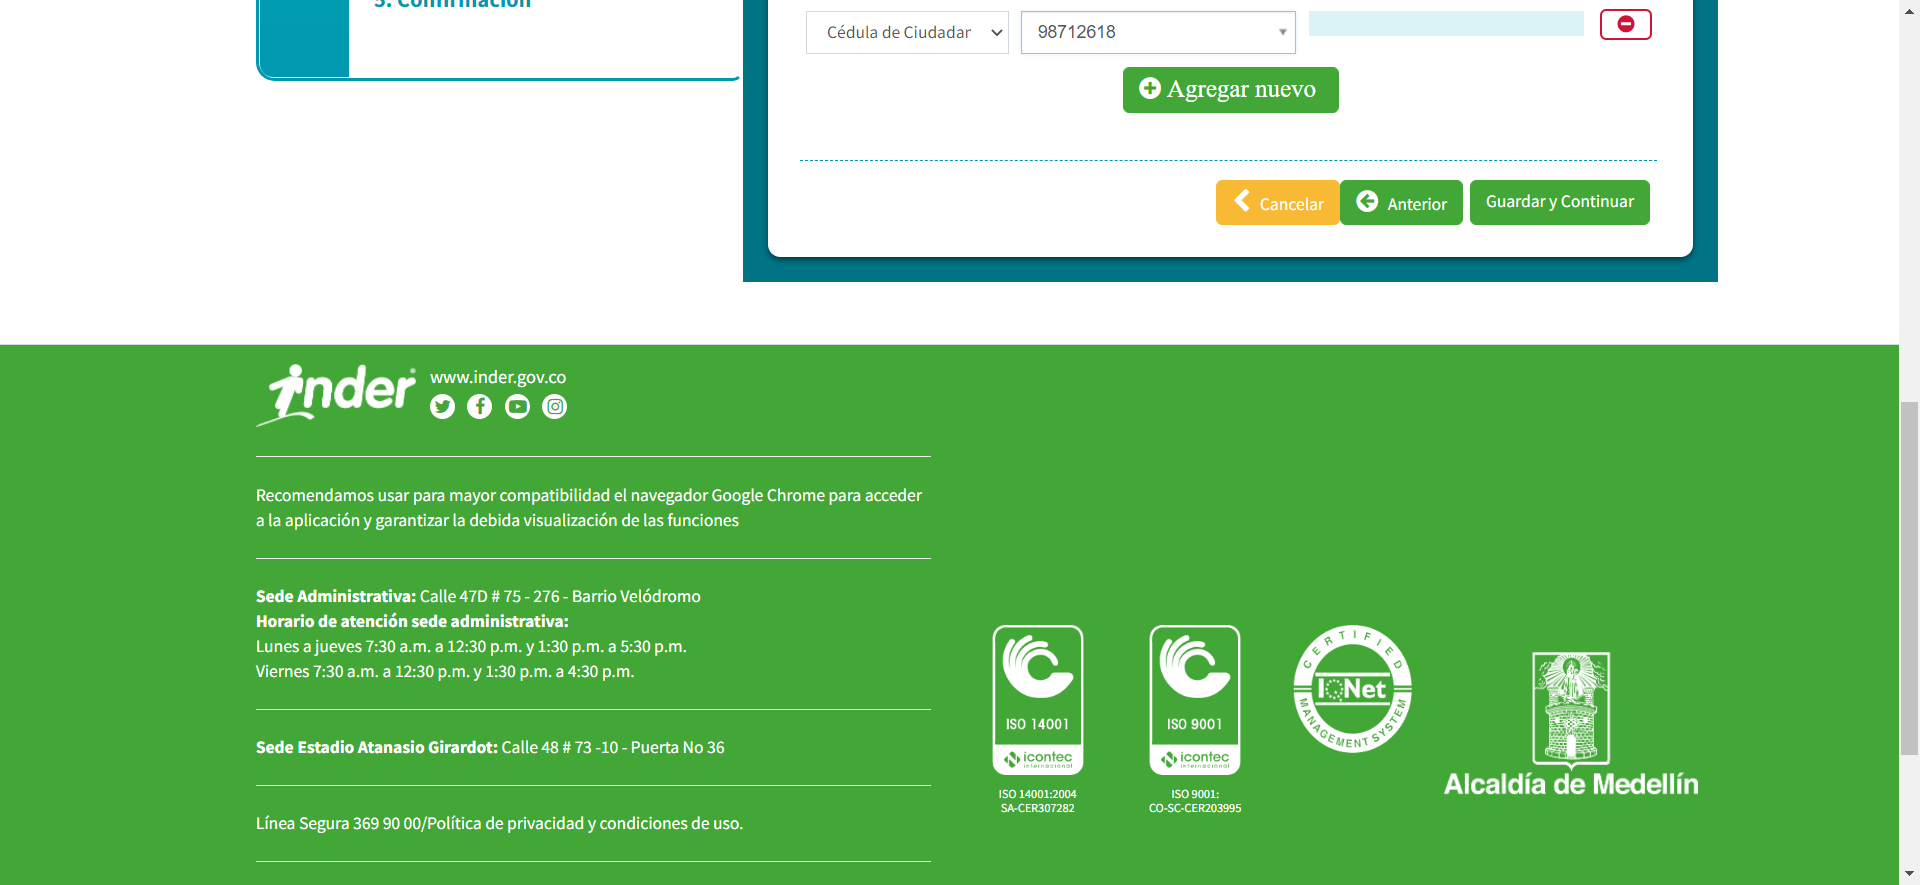 5. Confirmación
Cédula de Ciudadar
98712618
Agregar nuevo
Cancelar
Anterior
Guardar y Continuar
inder
www.inder.gov.co
Recomendamos usar para mayor compatibilidad el navegador Google Chrome para acceder
a la aplicación y garantizar la debida visualización de las funciones
Sede Administrativa: Calle 47D # 75 - 276 - Barrio Velódromo
Horario de atención sede administrativa:
Lunes a jueves 7:30 a.m. a 12:30 p.m. y 1:30 p.m. a 5:30 p.m.
Viernes 7:30 a.m. a 12:30 p.m. y 1:30 p.m. a 4:30 p.m.
Sede Estadio Atanasio Girardot: Calle 48 # 73 -10 - Puerta No 36
Línea Segura 369 90 00/Política de privacidad y condiciones de uso.
ISO 14001
icontec
internacional
ISO 14001:2004
SA-CER307282
ISO 9001
icontec
internacional
ISO 9001:
CO-SC-CER203995
CERTIFIED
IQNet
MANAGEMENT SYSTEM
Alcaldía de Medellín